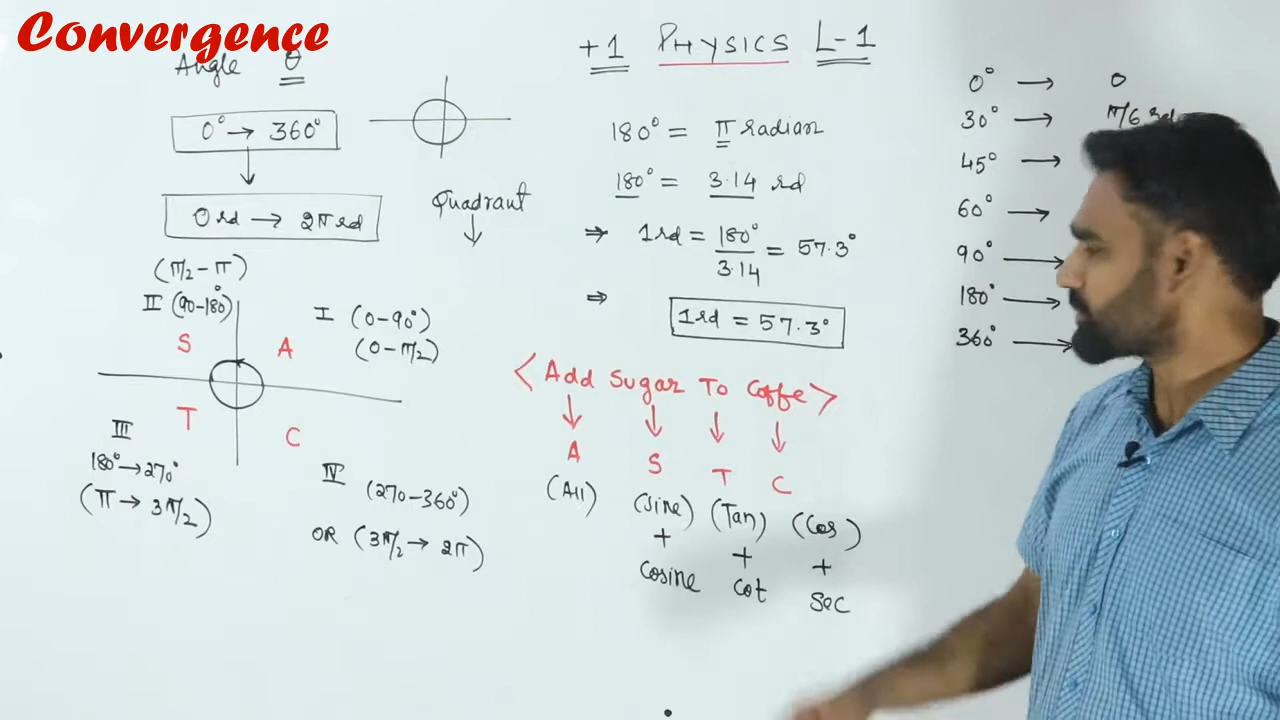 Convergence
+1 PHYSICS L-1
Angle θ
0° → 360°
0 rd → 2π rd
Quadrant
(π/2 - π)
II (90-180°)
I (0-90°)
(0-π/2)
S A
T C
III
180° → 270°
(π → 3π/2)
IV (270-360°)
OR (3π/2 → 2π)
180° = π radian
180° = 3.14 rd
⇒ 1rd = 180°/3.14 = 57.3°
⇒ 1rd = 57.3°
< Add Sugar To Coffe >
A S T C
(All) (Sine) (Tan) (Cos)
+ + +
Cosine Cot Sec
0° → 0
30° → π/6 rd
45° →
60° →
90° →
180° →
360° →